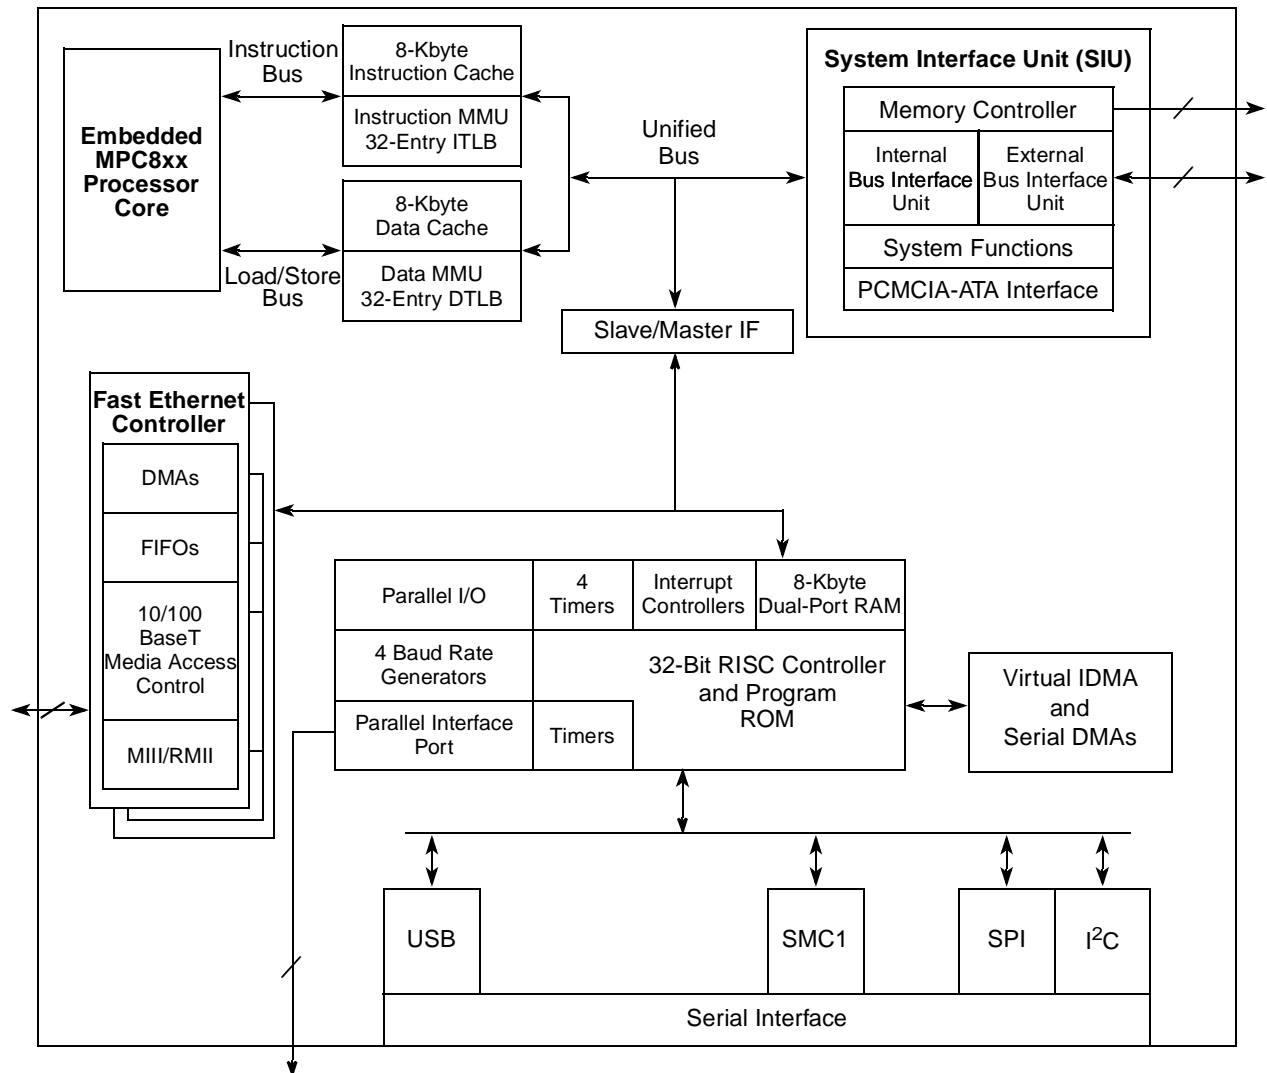 Instruction
Bus
8-Kbyte
Instruction Cache
Instruction MMU
32-Entry ITLB
Embedded
MPC8xx
Processor
Core
8-Kbyte
Data Cache
Data MMU
32-Entry DTLB
Load/Store
Bus
Unified
Bus
System Interface Unit (SIU)
Memory Controller
Internal
Bus Interface
Unit
External
Bus Interface
Unit
System Functions
PCMCIA-ATA Interface
Slave/Master IF
Fast Ethernet
Controller
DMAs
FIFOs
10/100
BaseT
Media Access
Control
MIII/RMII
Parallel I/O
4
Timers
Interrupt
Controllers
8-Kbyte
Dual-Port RAM
4 Baud Rate
Generators
32-Bit RISC Controller
and Program
ROM
Parallel Interface
Port
Timers
Virtual IDMA
and
Serial DMAs
USB
SMC1
SPI
I²C
Serial Interface